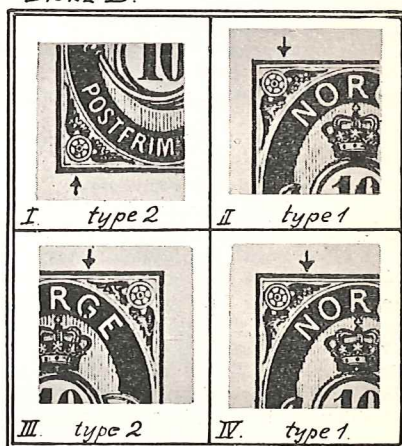 10
POSTFRIM
I. type 2
NOR
10
II type 1
RGE
10
III type 2
NOR
10
IV. type 1.